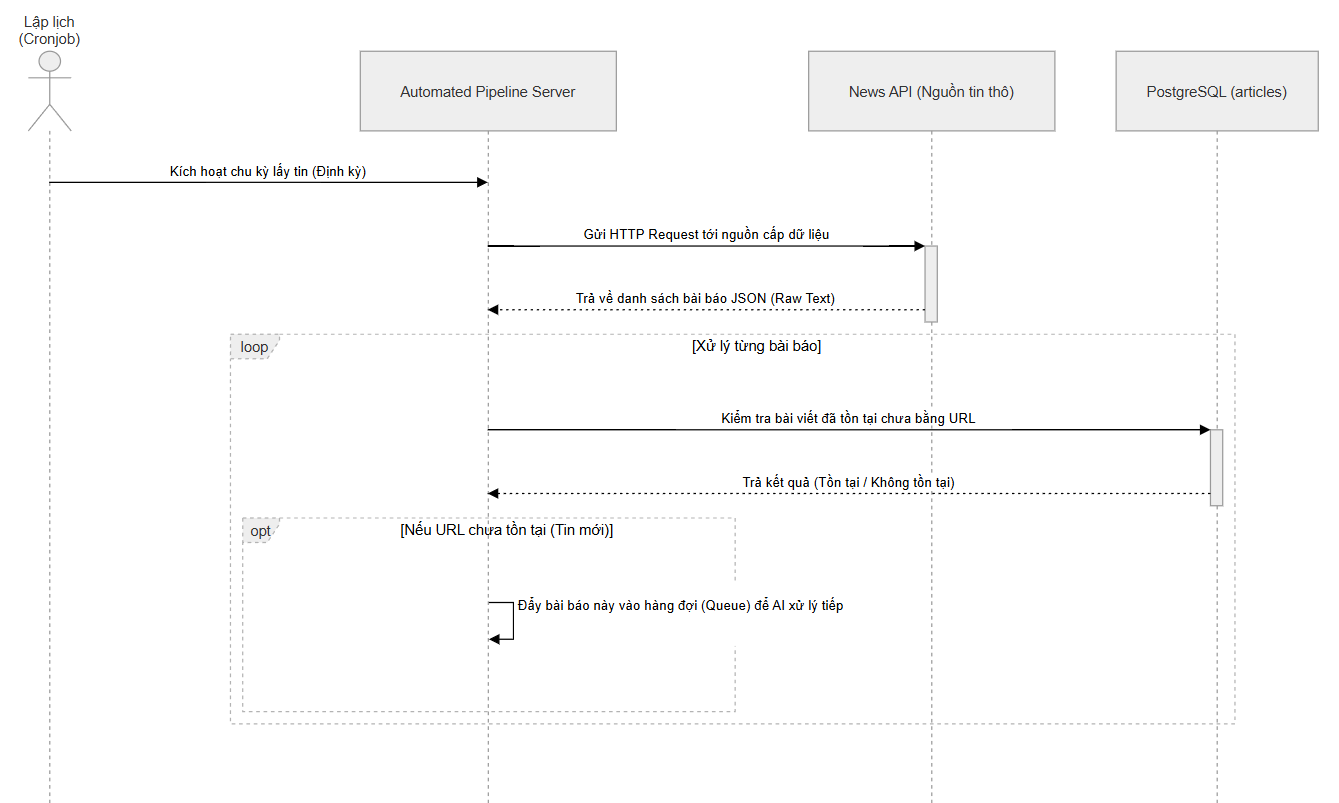 Lập lịch
(Cronjob)
Automated Pipeline Server
News API (Nguồn tin thô)
PostgreSQL (articles)
Kích hoạt chu kỳ lấy tin (Định kỳ)
Gửi HTTP Request tới nguồn cấp dữ liệu
Trả về danh sách bài báo JSON (Raw Text)
loop
[Xử lý từng bài báo]
Kiểm tra bài viết đã tồn tại chưa bằng URL
Trả kết quả (Tồn tại / Không tồn tại)
opt
[Nếu URL chưa tồn tại (Tin mới)]
Đẩy bài báo này vào hàng đợi (Queue) để AI xử lý tiếp